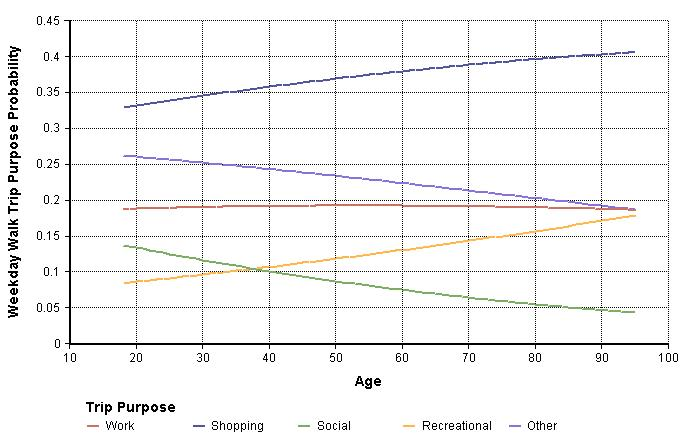 Weekday Walk Trip Purpose Probability
0.45
0.4
0.35
0.3
0.25
0.2
0.15
0.1
0.05
0
10 20 30 40 50 60 70 80 90 100
Age
Trip Purpose
Work Shopping Social Recreational Other